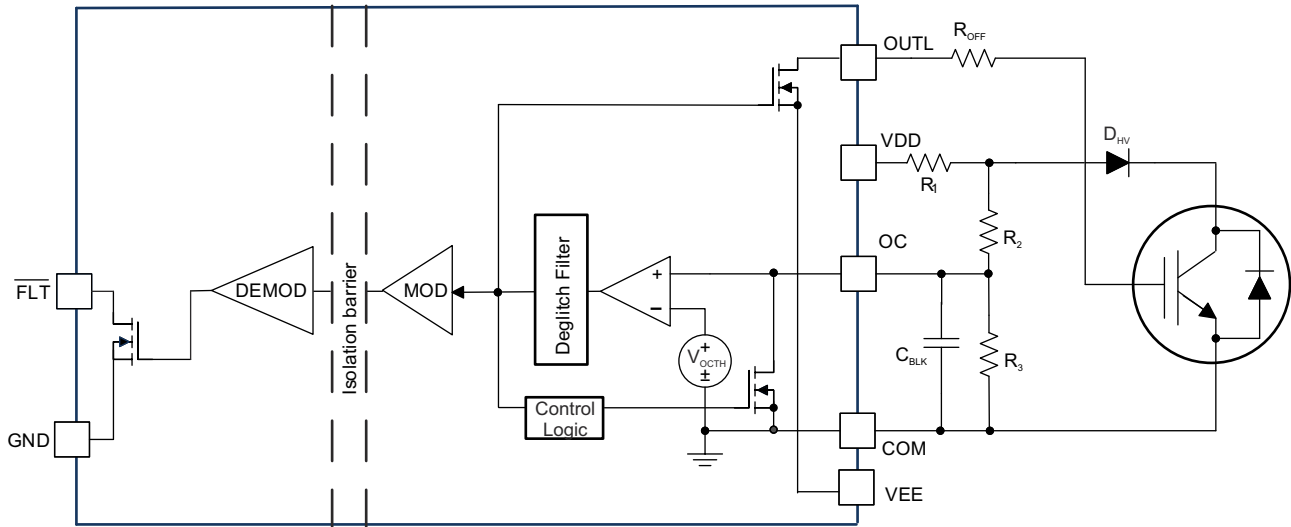 OUTL
R_OFF
VDD
R_1
D_HV
R_2
OC
FLT
DEMOD
Isolation barrier
MOD
Deglitch Filter
+
−
V_OCTH
+
±
C_BLK
R_3
Control
Logic
GND
COM
VEE